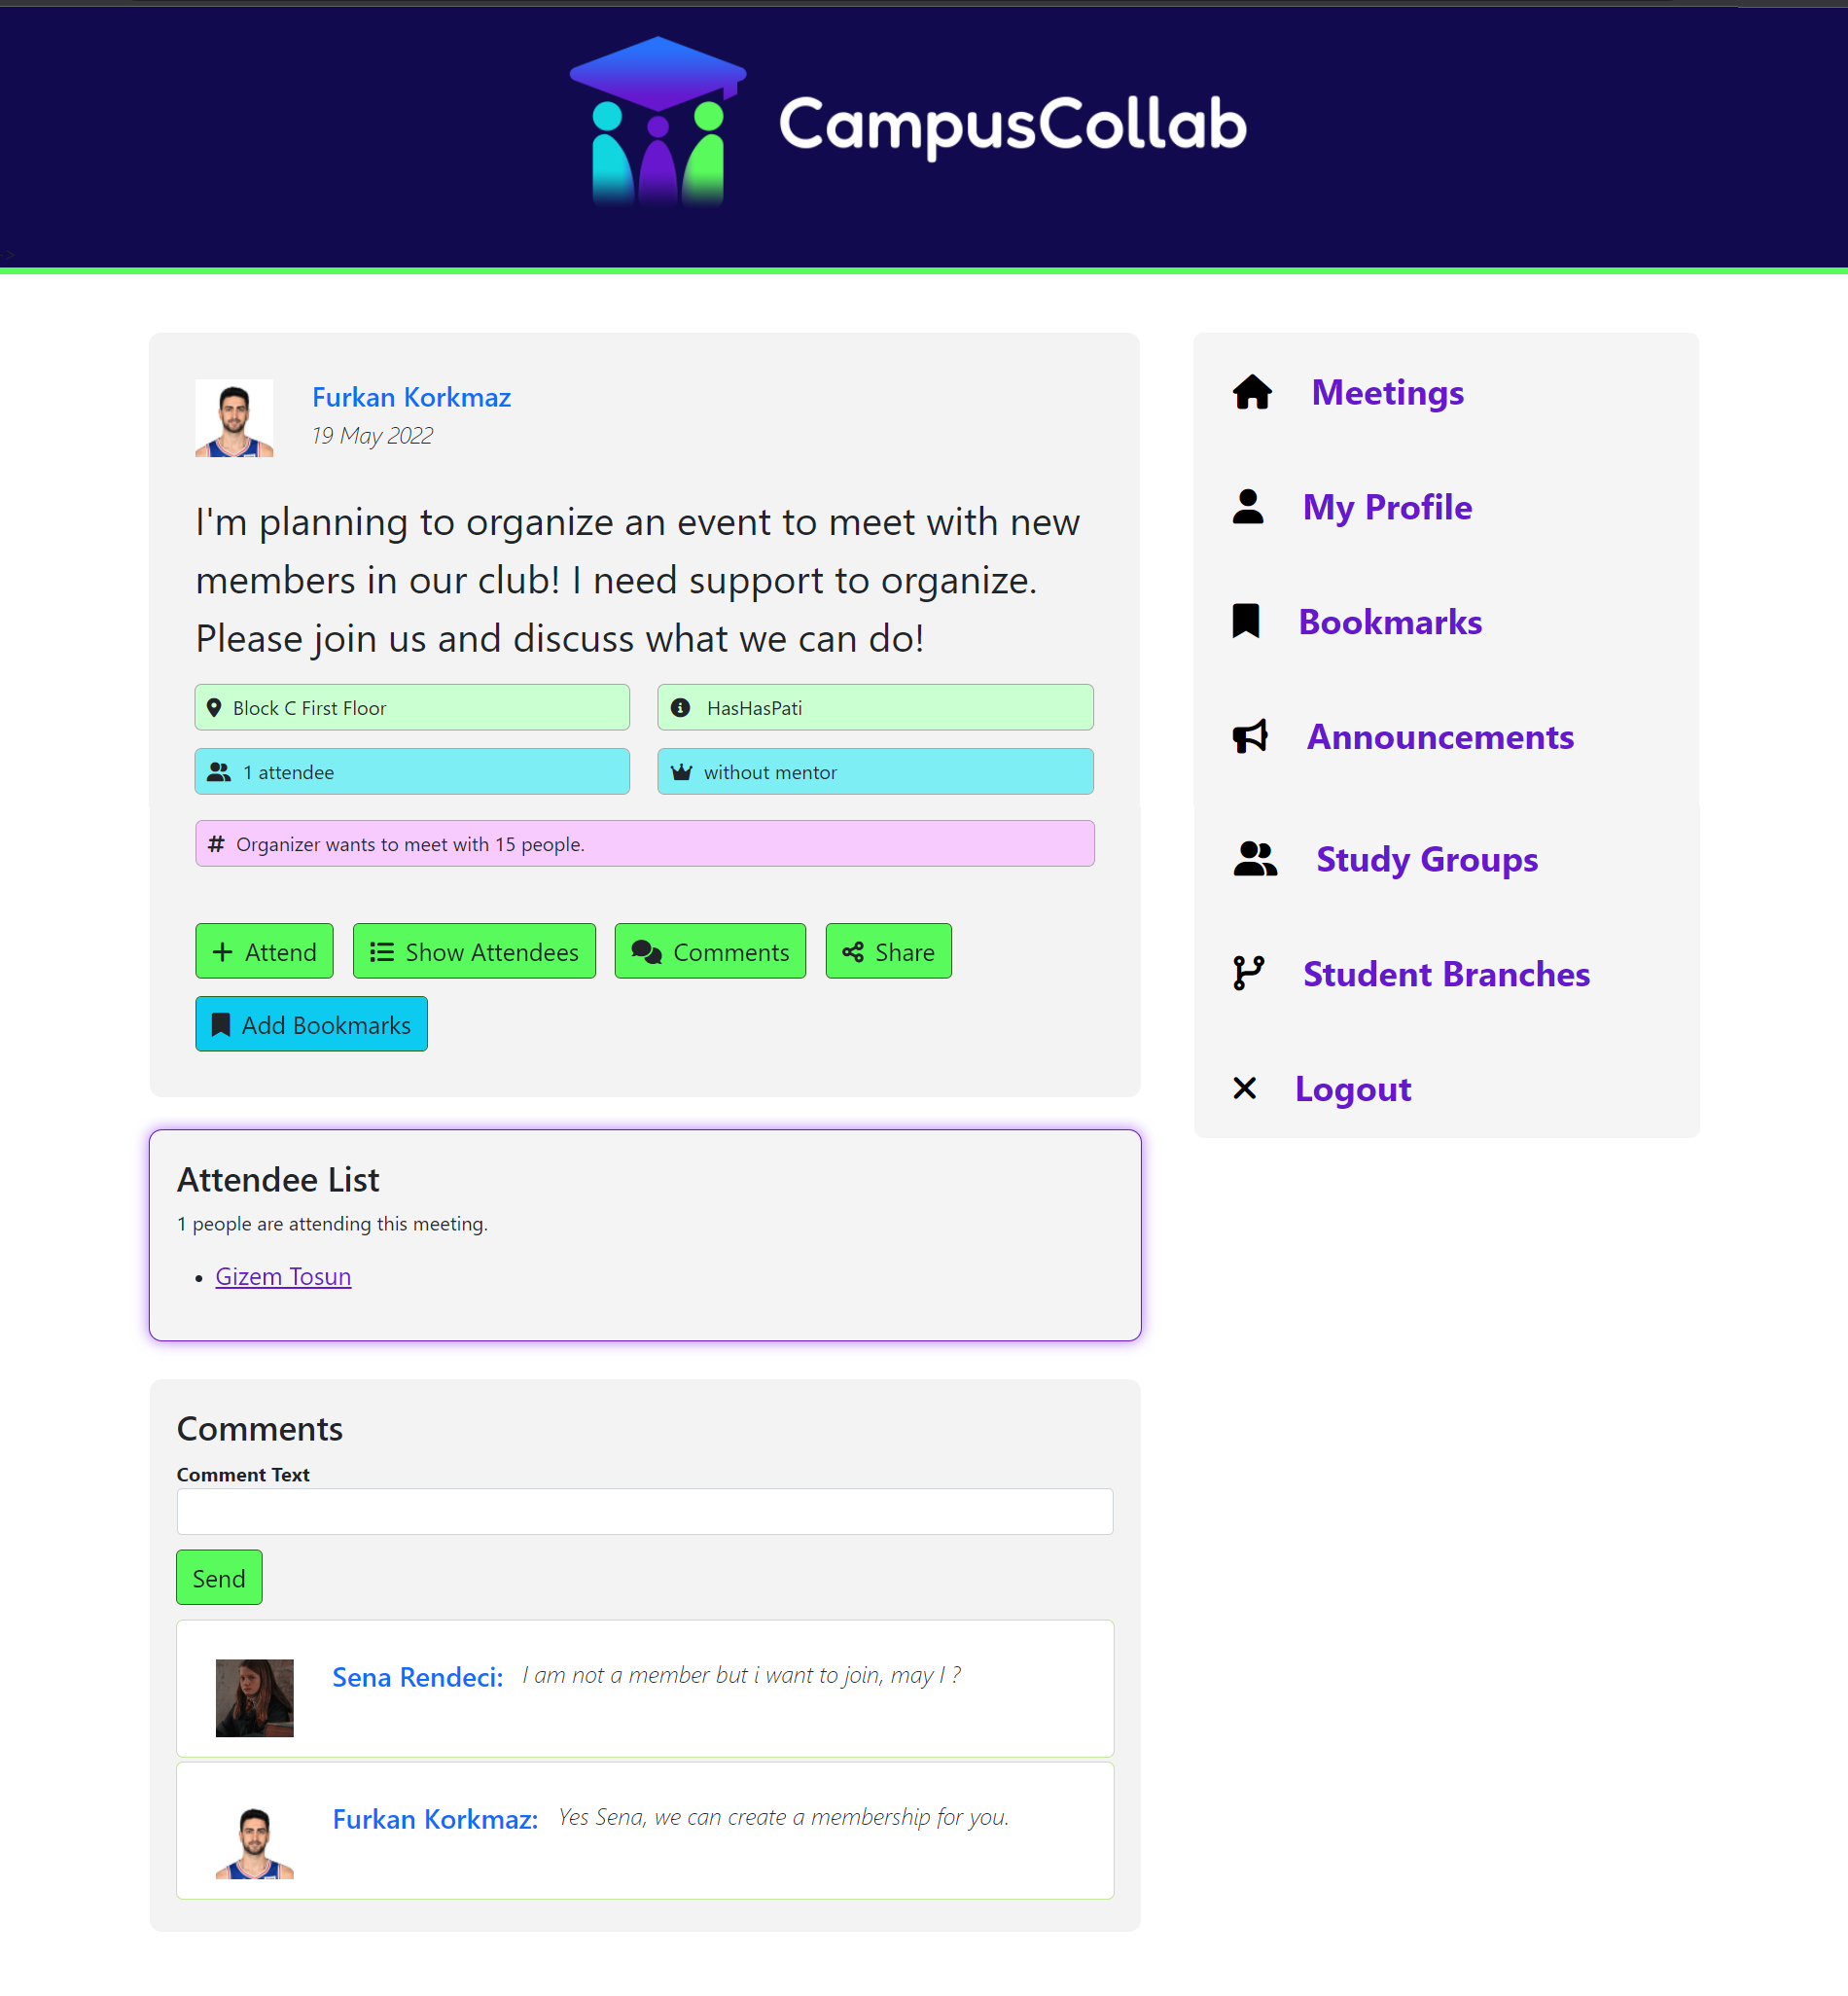 CampusCollab
->
Furkan Korkmaz
19 May 2022
I'm planning to organize an event to meet with new
members in our club! I need support to organize.
Please join us and discuss what we can do!
Block C First Floor
HasHasPati
1 attendee
without mentor
# Organizer wants to meet with 15 people.
Attend
Show Attendees
Comments
Share
Add Bookmarks
Meetings
My Profile
Bookmarks
Announcements
Study Groups
Student Branches
Logout
Attendee List
1 people are attending this meeting.
• Gizem Tosun
Comments
Comment Text
Send
Sena Rendeci: I am not a member but i want to join, may I ?
Furkan Korkmaz: Yes Sena, we can create a membership for you.